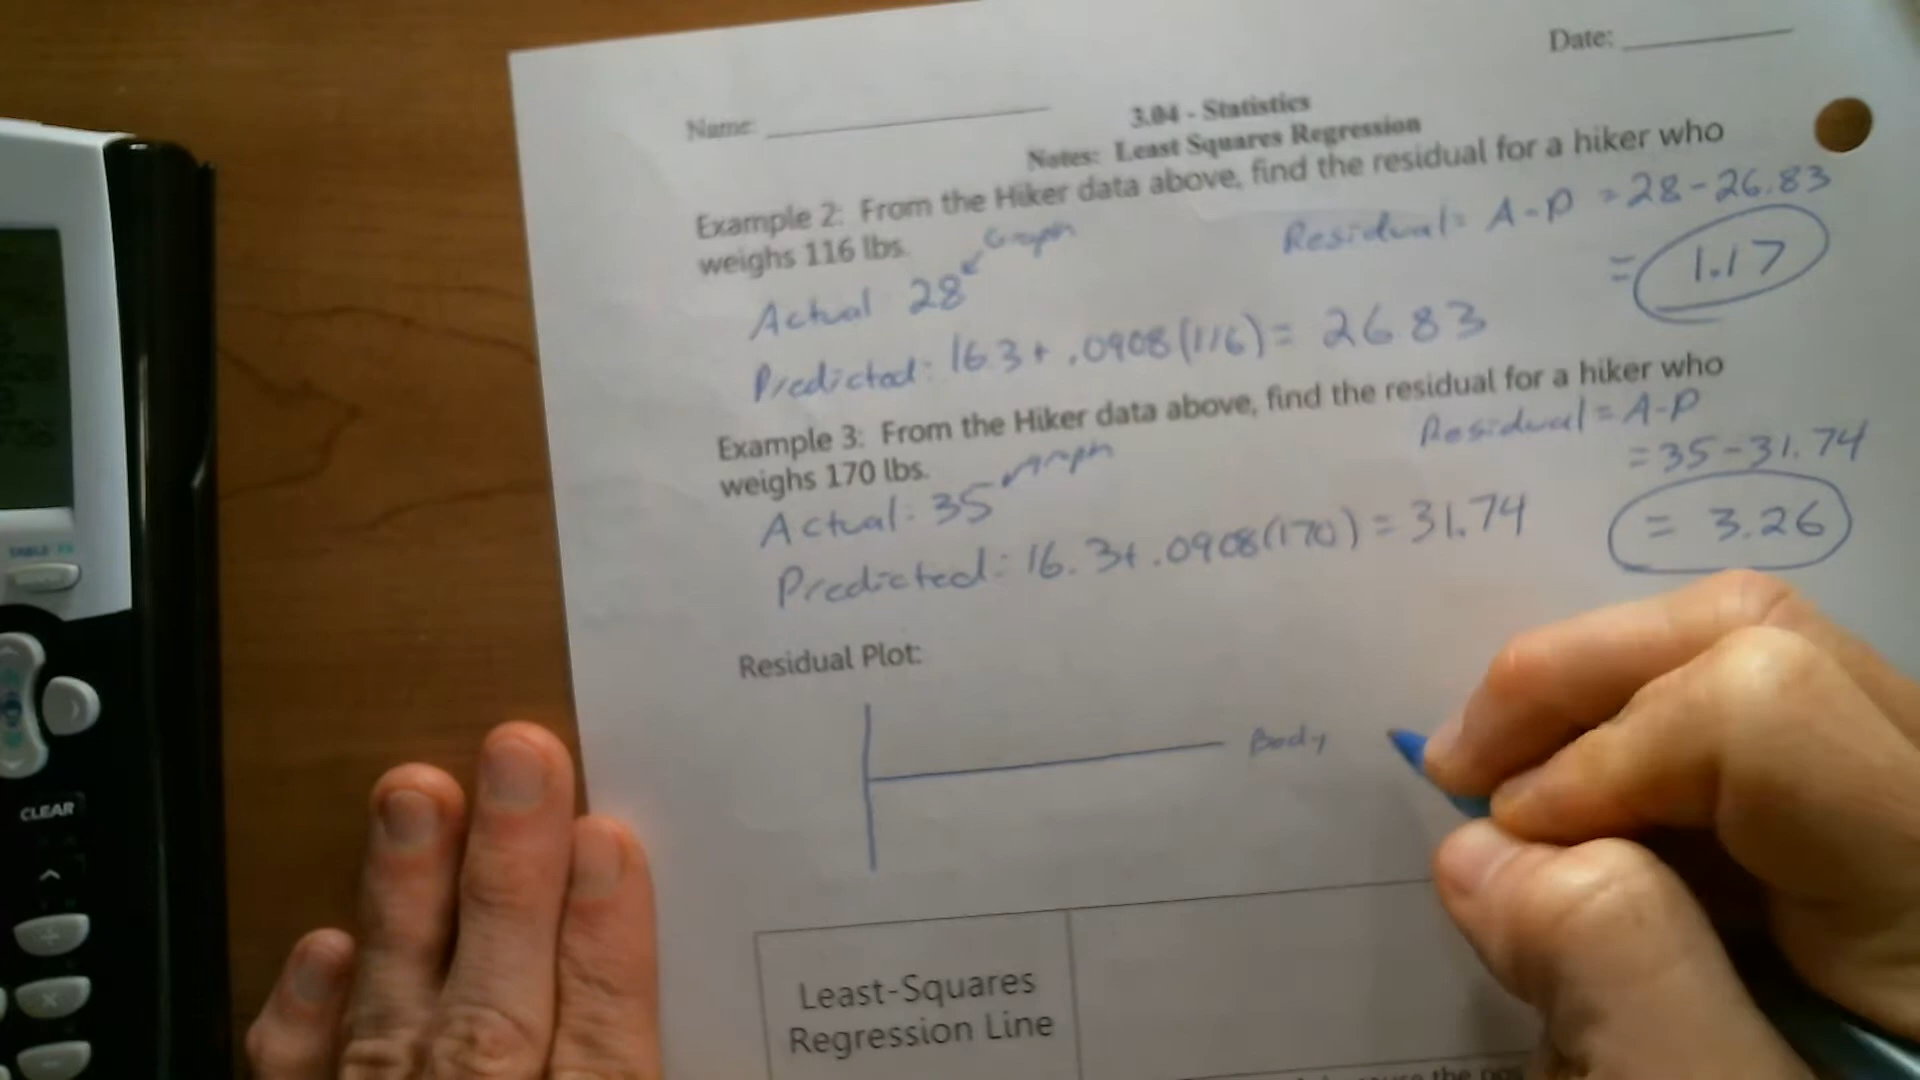 Date:
Name:
3.04 - Statistics
Notes: Least Squares Regression
Example 2: From the Hiker data above, find the residual for a hiker who
weighs 116 lbs.
Graph
Residual = A-P = 28-26.83
= 1.17
Actual 28
Predicted: 16.3+ .0908(116) = 26.83
Example 3: From the Hiker data above, find the residual for a hiker who
weighs 170 lbs.
Graph
Residual = A-P
= 35-31.74
= 3.26
Actual: 35
Predicted: 16.3+ .0908(170) = 31.74
Residual Plot:
Body
Least-Squares
Regression Line
the
CLEAR
TABLE